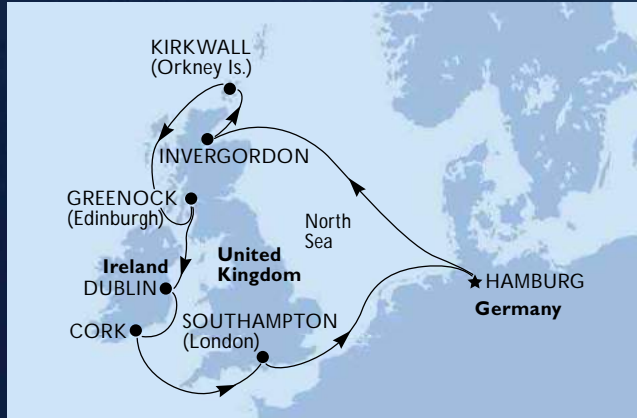 KIRKWALL
(Orkney Is.)
INVERGORDON
GREENOCK
(Edinburgh)
North
Sea
United
Kingdom
Ireland
DUBLIN
HAMBURG
Germany
CORK
SOUTHAMPTON
(London)